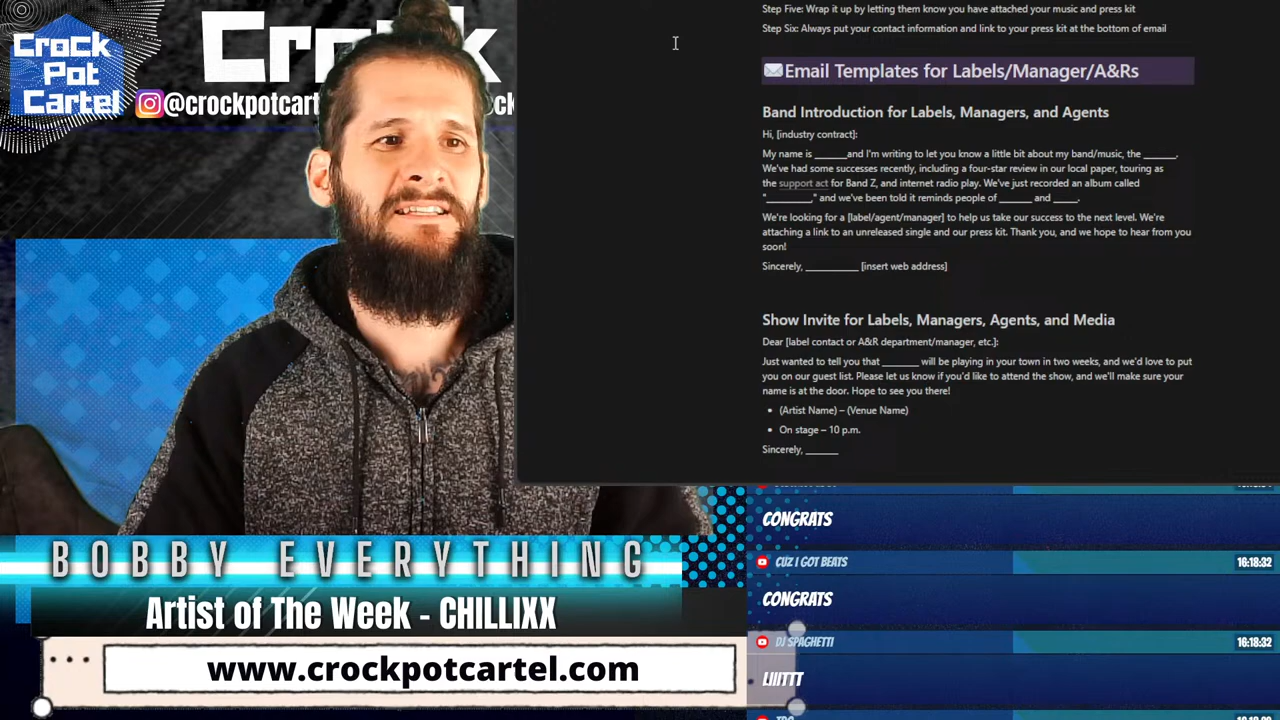 Crock
Pot
Cartel
@crockpotcart
Step Five: Wrap it up by letting them know you have attached your music and press kit
Step Six: Always put your contact information and link to your press kit at the bottom of email
Email Templates for Labels/Manager/A&Rs
Band Introduction for Labels, Managers, and Agents
Hi, [industry contract]:
My name is _______and I'm writing to let you know a little bit about my band/music, the _______.
We've had some successes recently, including a four-star review in our local paper, touring as
the support act for Band Z, and internet radio play. We've just recorded an album called
"_________," and we've been told it reminds people of _______ and _____.
We're looking for a [label/agent/manager] to help us take our success to the next level. We're
attaching a link to an unreleased single and our press kit. Thank you, and we hope to hear from you
soon!
Sincerely, ___________ [insert web address]
Show Invite for Labels, Managers, Agents, and Media
Dear [label contact or A&R department/manager, etc.]:
Just wanted to tell you that ________ will be playing in your town in two weeks, and we'd love to put
you on our guest list. Please let us know if you'd like to attend the show, and we'll make sure your
name is at the door. Hope to see you there!
• (Artist Name) – (Venue Name)
• On stage – 10 p.m.
Sincerely, _______
CONGRATS
CUZ I GOT BEATS 16:18:32
CONGRATS
DJ SPAGHETTI 16:18:32
LIIITTT
BOBBY EVERYTHING
Artist of The Week - CHILLIXX
www.crockpotcartel.com